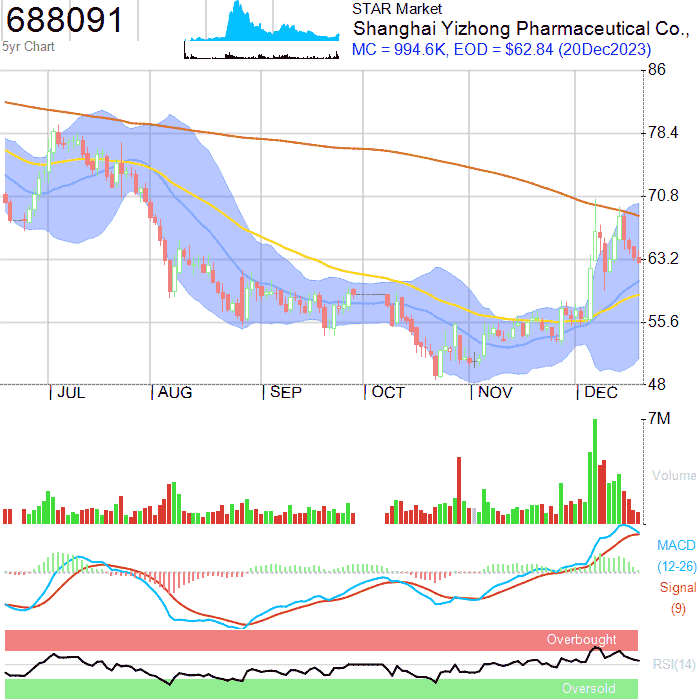 688091
5yr Chart
STAR Market
Shanghai Yizhong Pharmaceutical Co.,
MC = 994.6K, EOD = $62.84 (20Dec2023)
86
78.4
70.8
63.2
55.6
48
JUL AUG SEP OCT NOV DEC
7M
Volume
MACD
(12-26)
Signal
(9)
Overbought
RSI(14)
Oversold